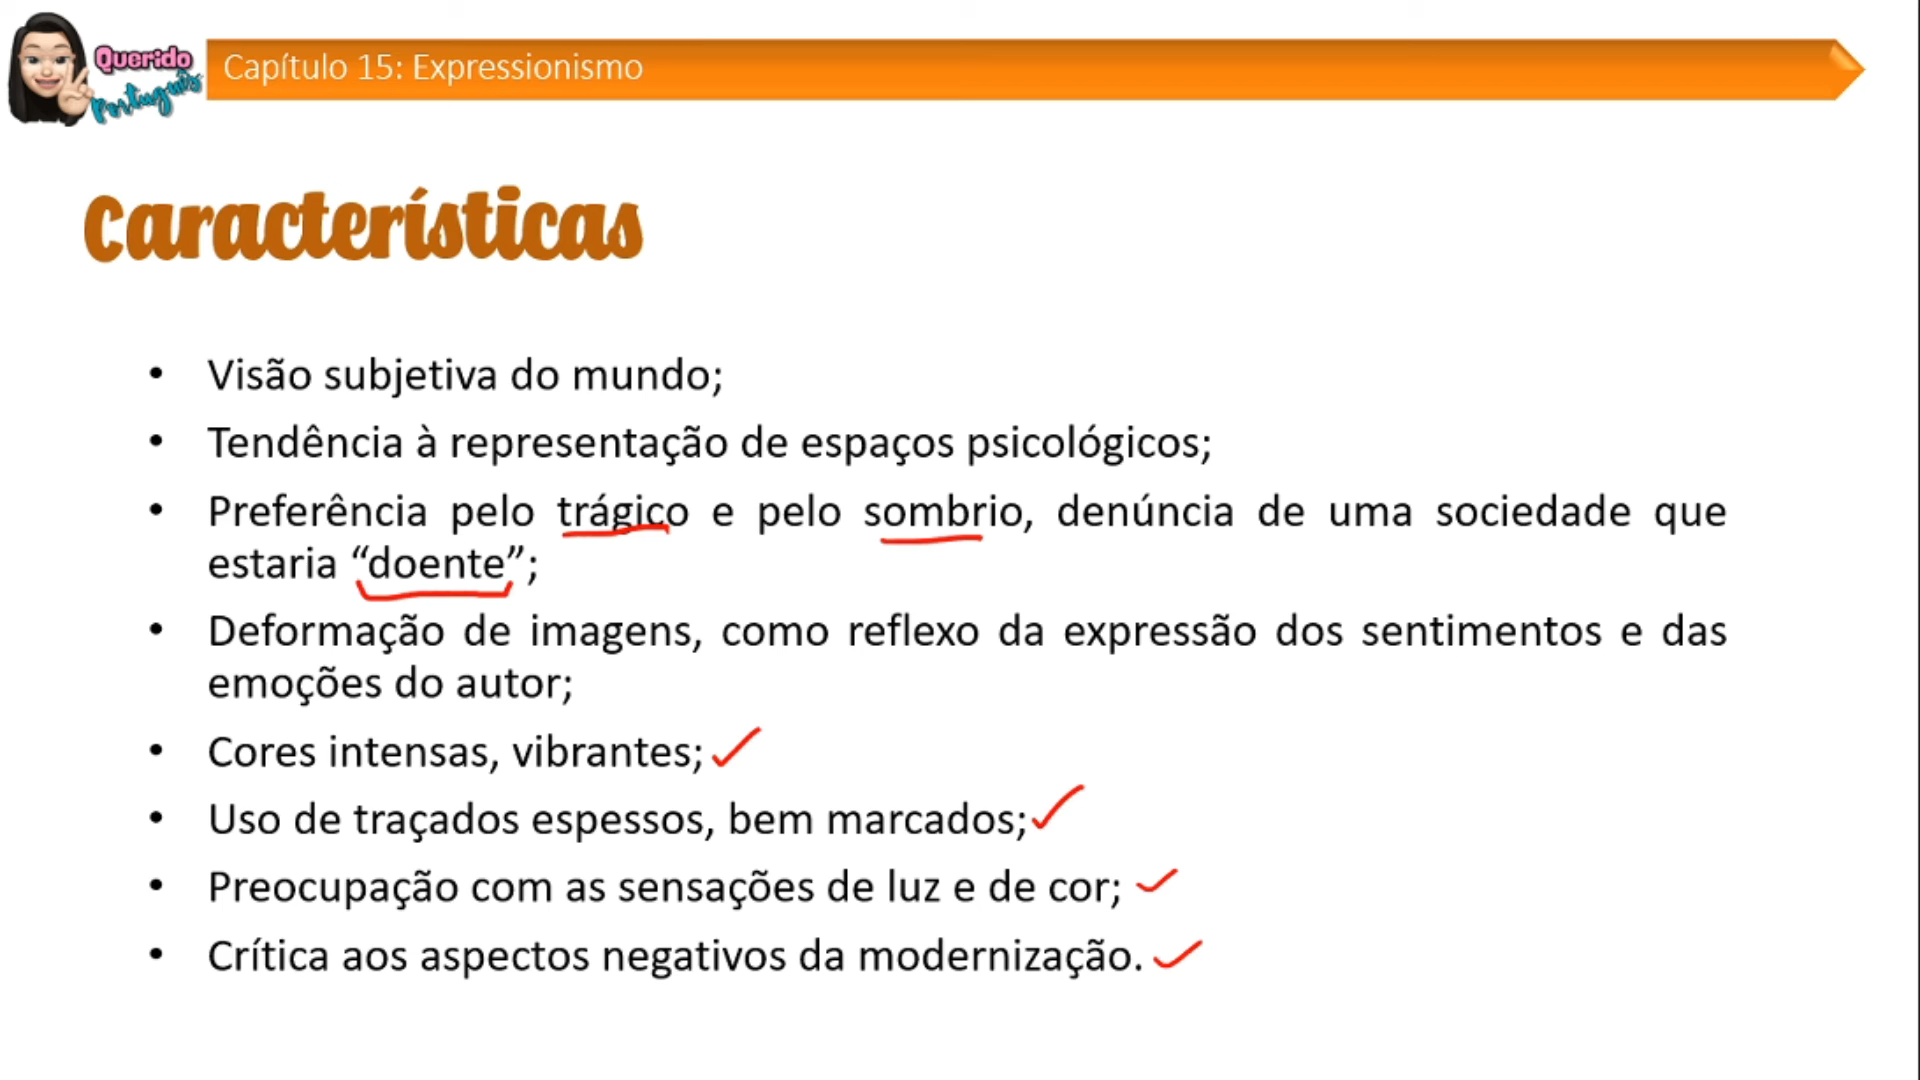 Querido
Português
Capítulo 15: Expressionismo
Características
• Visão subjetiva do mundo;
• Tendência à representação de espaços psicológicos;
• Preferência pelo trágico e pelo sombrio, denúncia de uma sociedade que
estaria “doente”;
• Deformação de imagens, como reflexo da expressão dos sentimentos e das
emoções do autor;
• Cores intensas, vibrantes;
• Uso de traçados espessos, bem marcados;
• Preocupação com as sensações de luz e de cor;
• Crítica aos aspectos negativos da modernização.